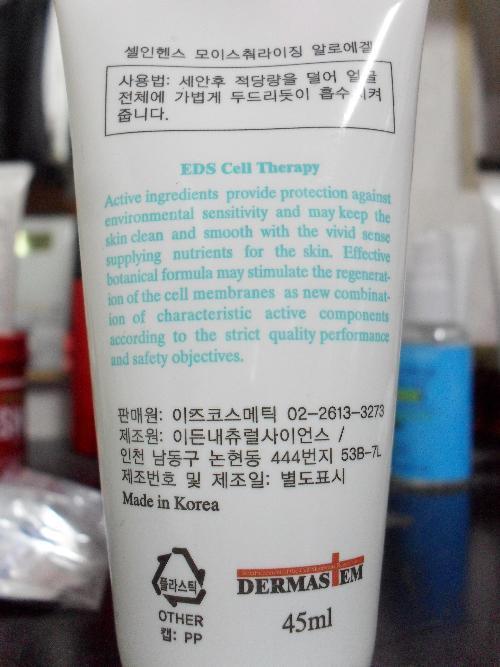 셀인헨스 모이스춰라이징 알로에겔
사용법: 세안후 적당량을 덜어 얼굴
전체에 가볍게 두드리듯이 흡수시켜
줍니다.
EDS Cell Therapy
Active ingredients provide protection against
environmental sensitivity and may keep the
skin clean and smooth with the vivid sense
supplying nutrients for the skin. Effective
botanical formula may stimulate the regenerat-
ion of the cell membranes as new combinat-
ion of characteristic active components
according to the strict quality performance
and safety objectives.
판매원: 이즈코스메틱 02-2613-3273
제조원: 이든내츄럴사이언스 /
인천 남동구 논현동 444번지 53B-7L
제조번호 및 제조일: 별도표시
Made in Korea
플라스틱
OTHER
캡: PP
DERMASTEM
45ml